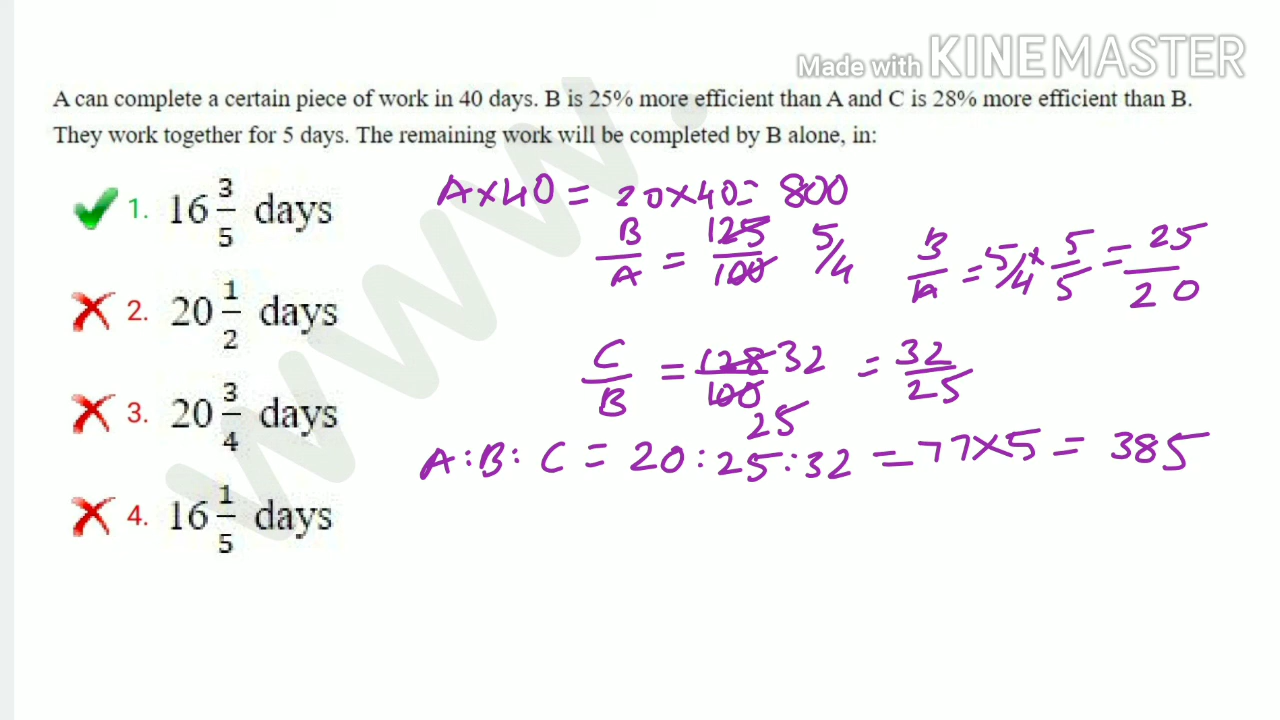 Made with KINEMASTER
A can complete a certain piece of work in 40 days. B is 25% more efficient than A and C is 28% more efficient than B.
They work together for 5 days. The remaining work will be completed by B alone, in:
1. 16 3/5 days
2. 20 1/2 days
3. 20 3/4 days
4. 16 1/5 days
A×40 = 20×40= 800
B/A = 125/100 5/4
B/A = 5/4 × 5/5 = 25/20
C/B = 128/100 32 25 = 32/25
A:B:C = 20:25:32 = 77×5 = 385
www.